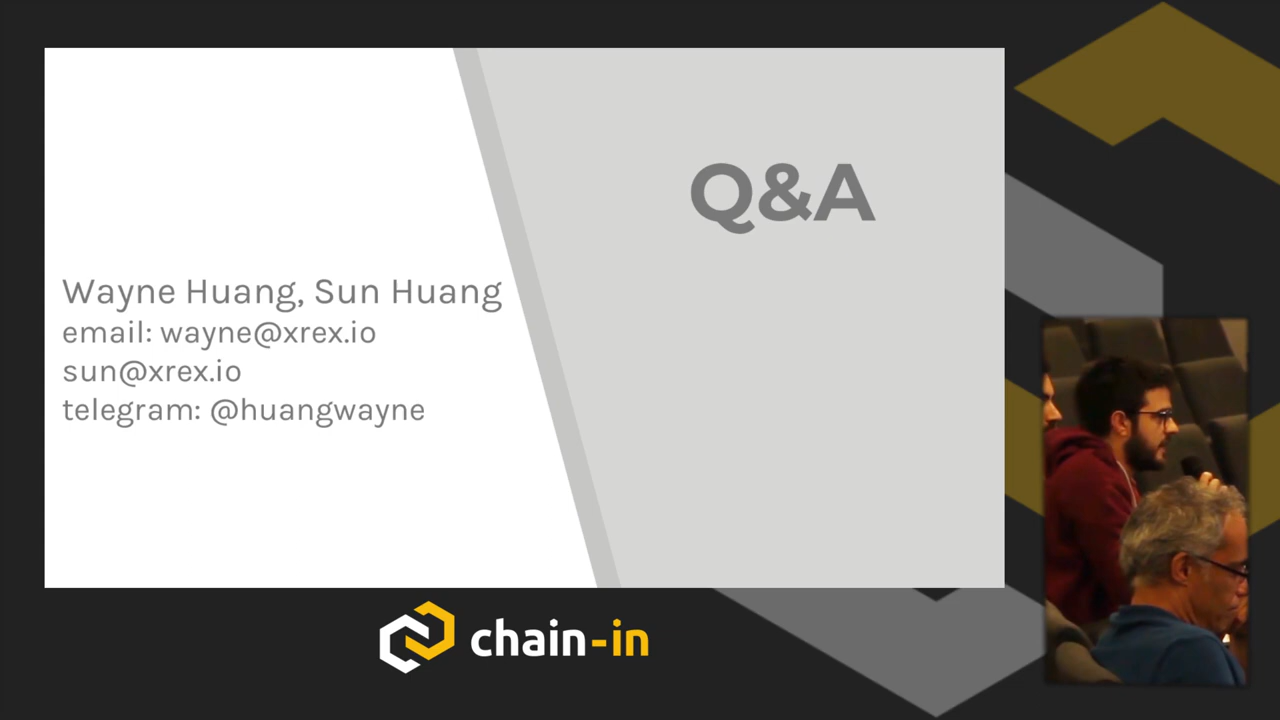 Q&A
Wayne Huang, Sun Huang
email: wayne@xrex.io
sun@xrex.io
telegram: @huangwayne
chain-in